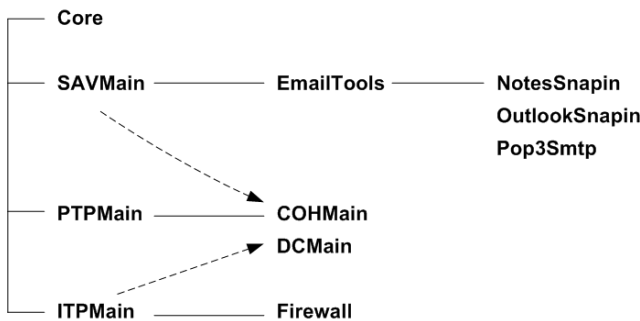 Core
SAVMain EmailTools NotesSnapin
OutlookSnapin
Pop3Smtp
PTPMain COHMain
DCMain
ITPMain Firewall